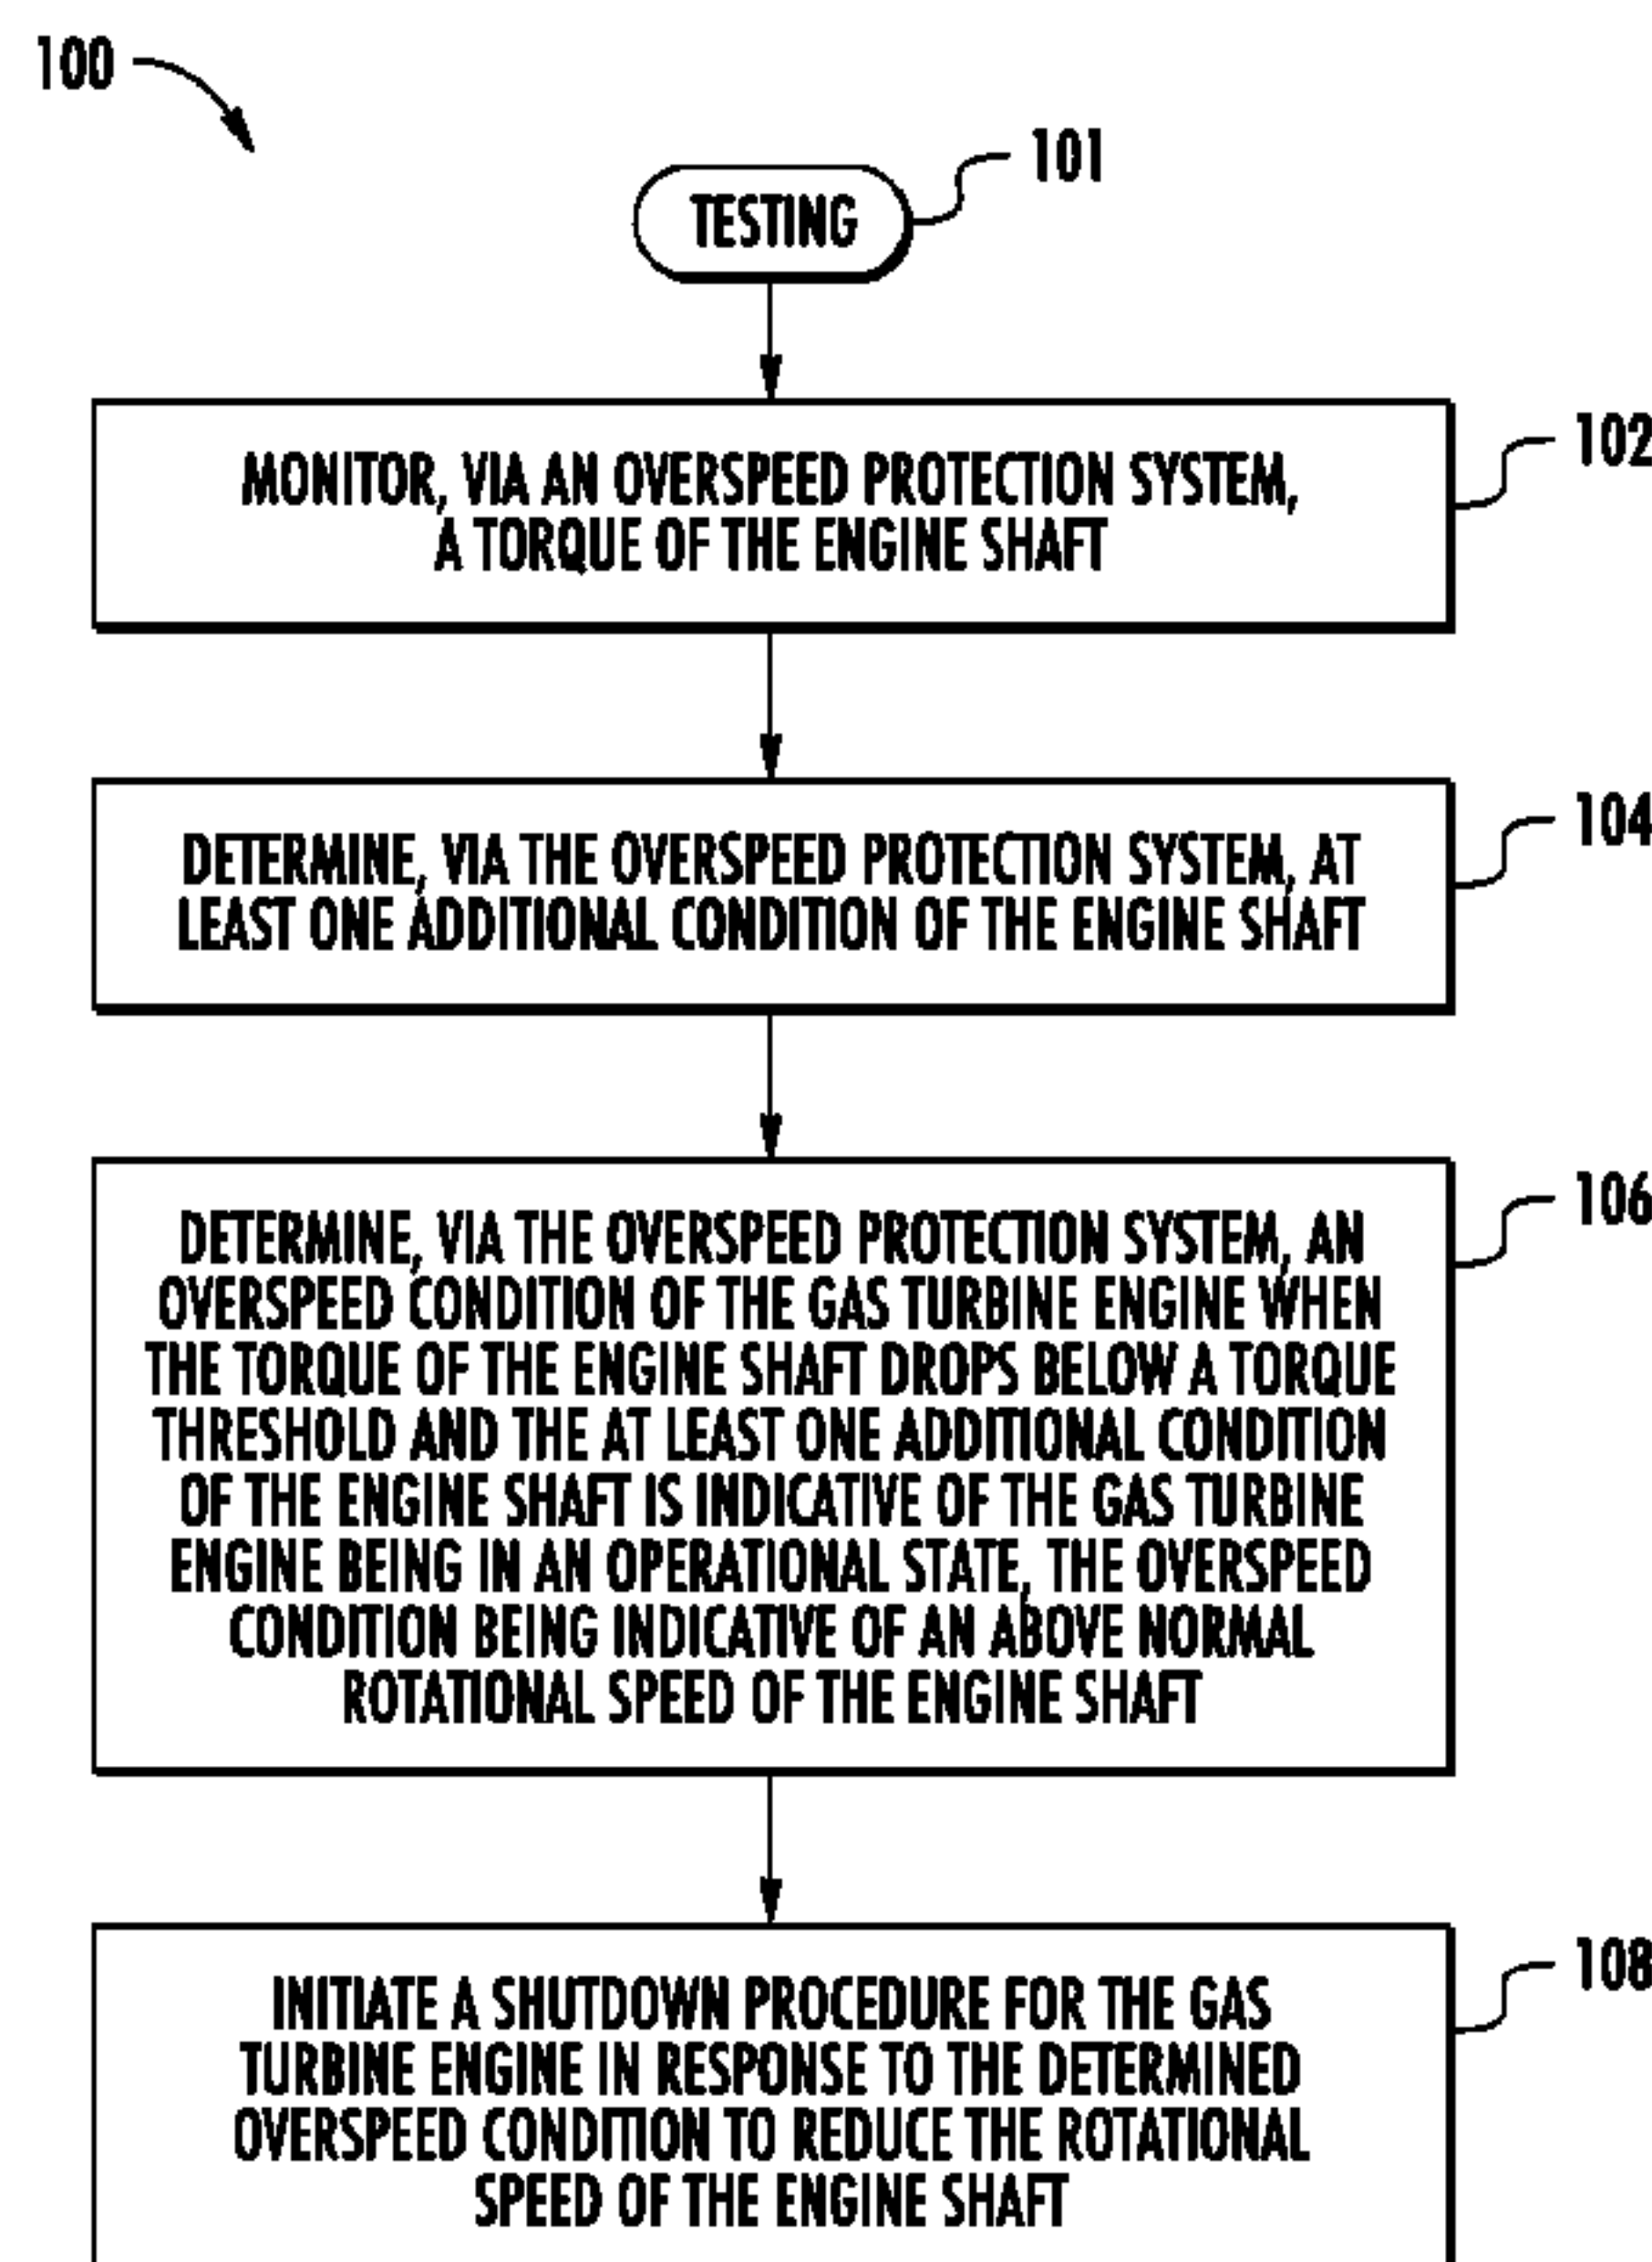 100
101
TESTING
102
MONITOR, VIA AN OVERSPEED PROTECTION SYSTEM,
A TORQUE OF THE ENGINE SHAFT
104
DETERMINE, VIA THE OVERSPEED PROTECTION SYSTEM, AT
LEAST ONE ADDITIONAL CONDITION OF THE ENGINE SHAFT
106
DETERMINE, VIA THE OVERSPEED PROTECTION SYSTEM, AN
OVERSPEED CONDITION OF THE GAS TURBINE ENGINE WHEN
THE TORQUE OF THE ENGINE SHAFT DROPS BELOW A TORQUE
THRESHOLD AND THE AT LEAST ONE ADDITIONAL CONDITION
OF THE ENGINE SHAFT IS INDICATIVE OF THE GAS TURBINE
ENGINE BEING IN AN OPERATIONAL STATE, THE OVERSPEED
CONDITION BEING INDICATIVE OF AN ABOVE NORMAL
ROTATIONAL SPEED OF THE ENGINE SHAFT
108
INITIATE A SHUTDOWN PROCEDURE FOR THE GAS
TURBINE ENGINE IN RESPONSE TO THE DETERMINED
OVERSPEED CONDITION TO REDUCE THE ROTATIONAL
SPEED OF THE ENGINE SHAFT